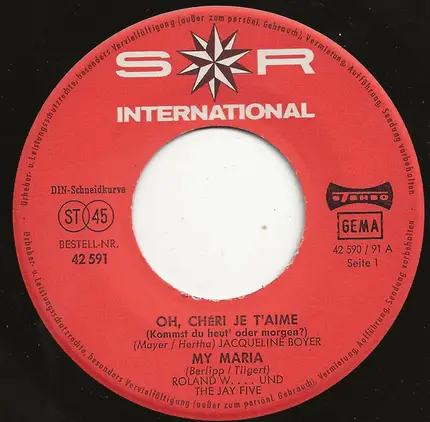 Urheber- u. Leistungsschutzrechte, besonders Vervielfältigung (außer zum persönl. Gebrauch), Vermietung, Aufführung, Sendung vorbehalten
S R
INTERNATIONAL
DIN-Schneidkurve
ST 45
BESTELL-NR.
42 591
STEREO
GEMA
42 590 / 91 A
Seite 1
OH, CHéRI JE T'AIME
(Kommst du heut' oder morgen?)
(Mayer / Hertha) JACQUELINE BOYER
MY MARIA
(Berlipp / Tilgert)
ROLAND W. . . . UND
THE JAY FIVE
Urheber- u. Leistungsschutzrechte, besonders Vervielfältigung (außer zum persönl. Gebrauch), Vermietung, Aufführung, Sendung vorbehalten